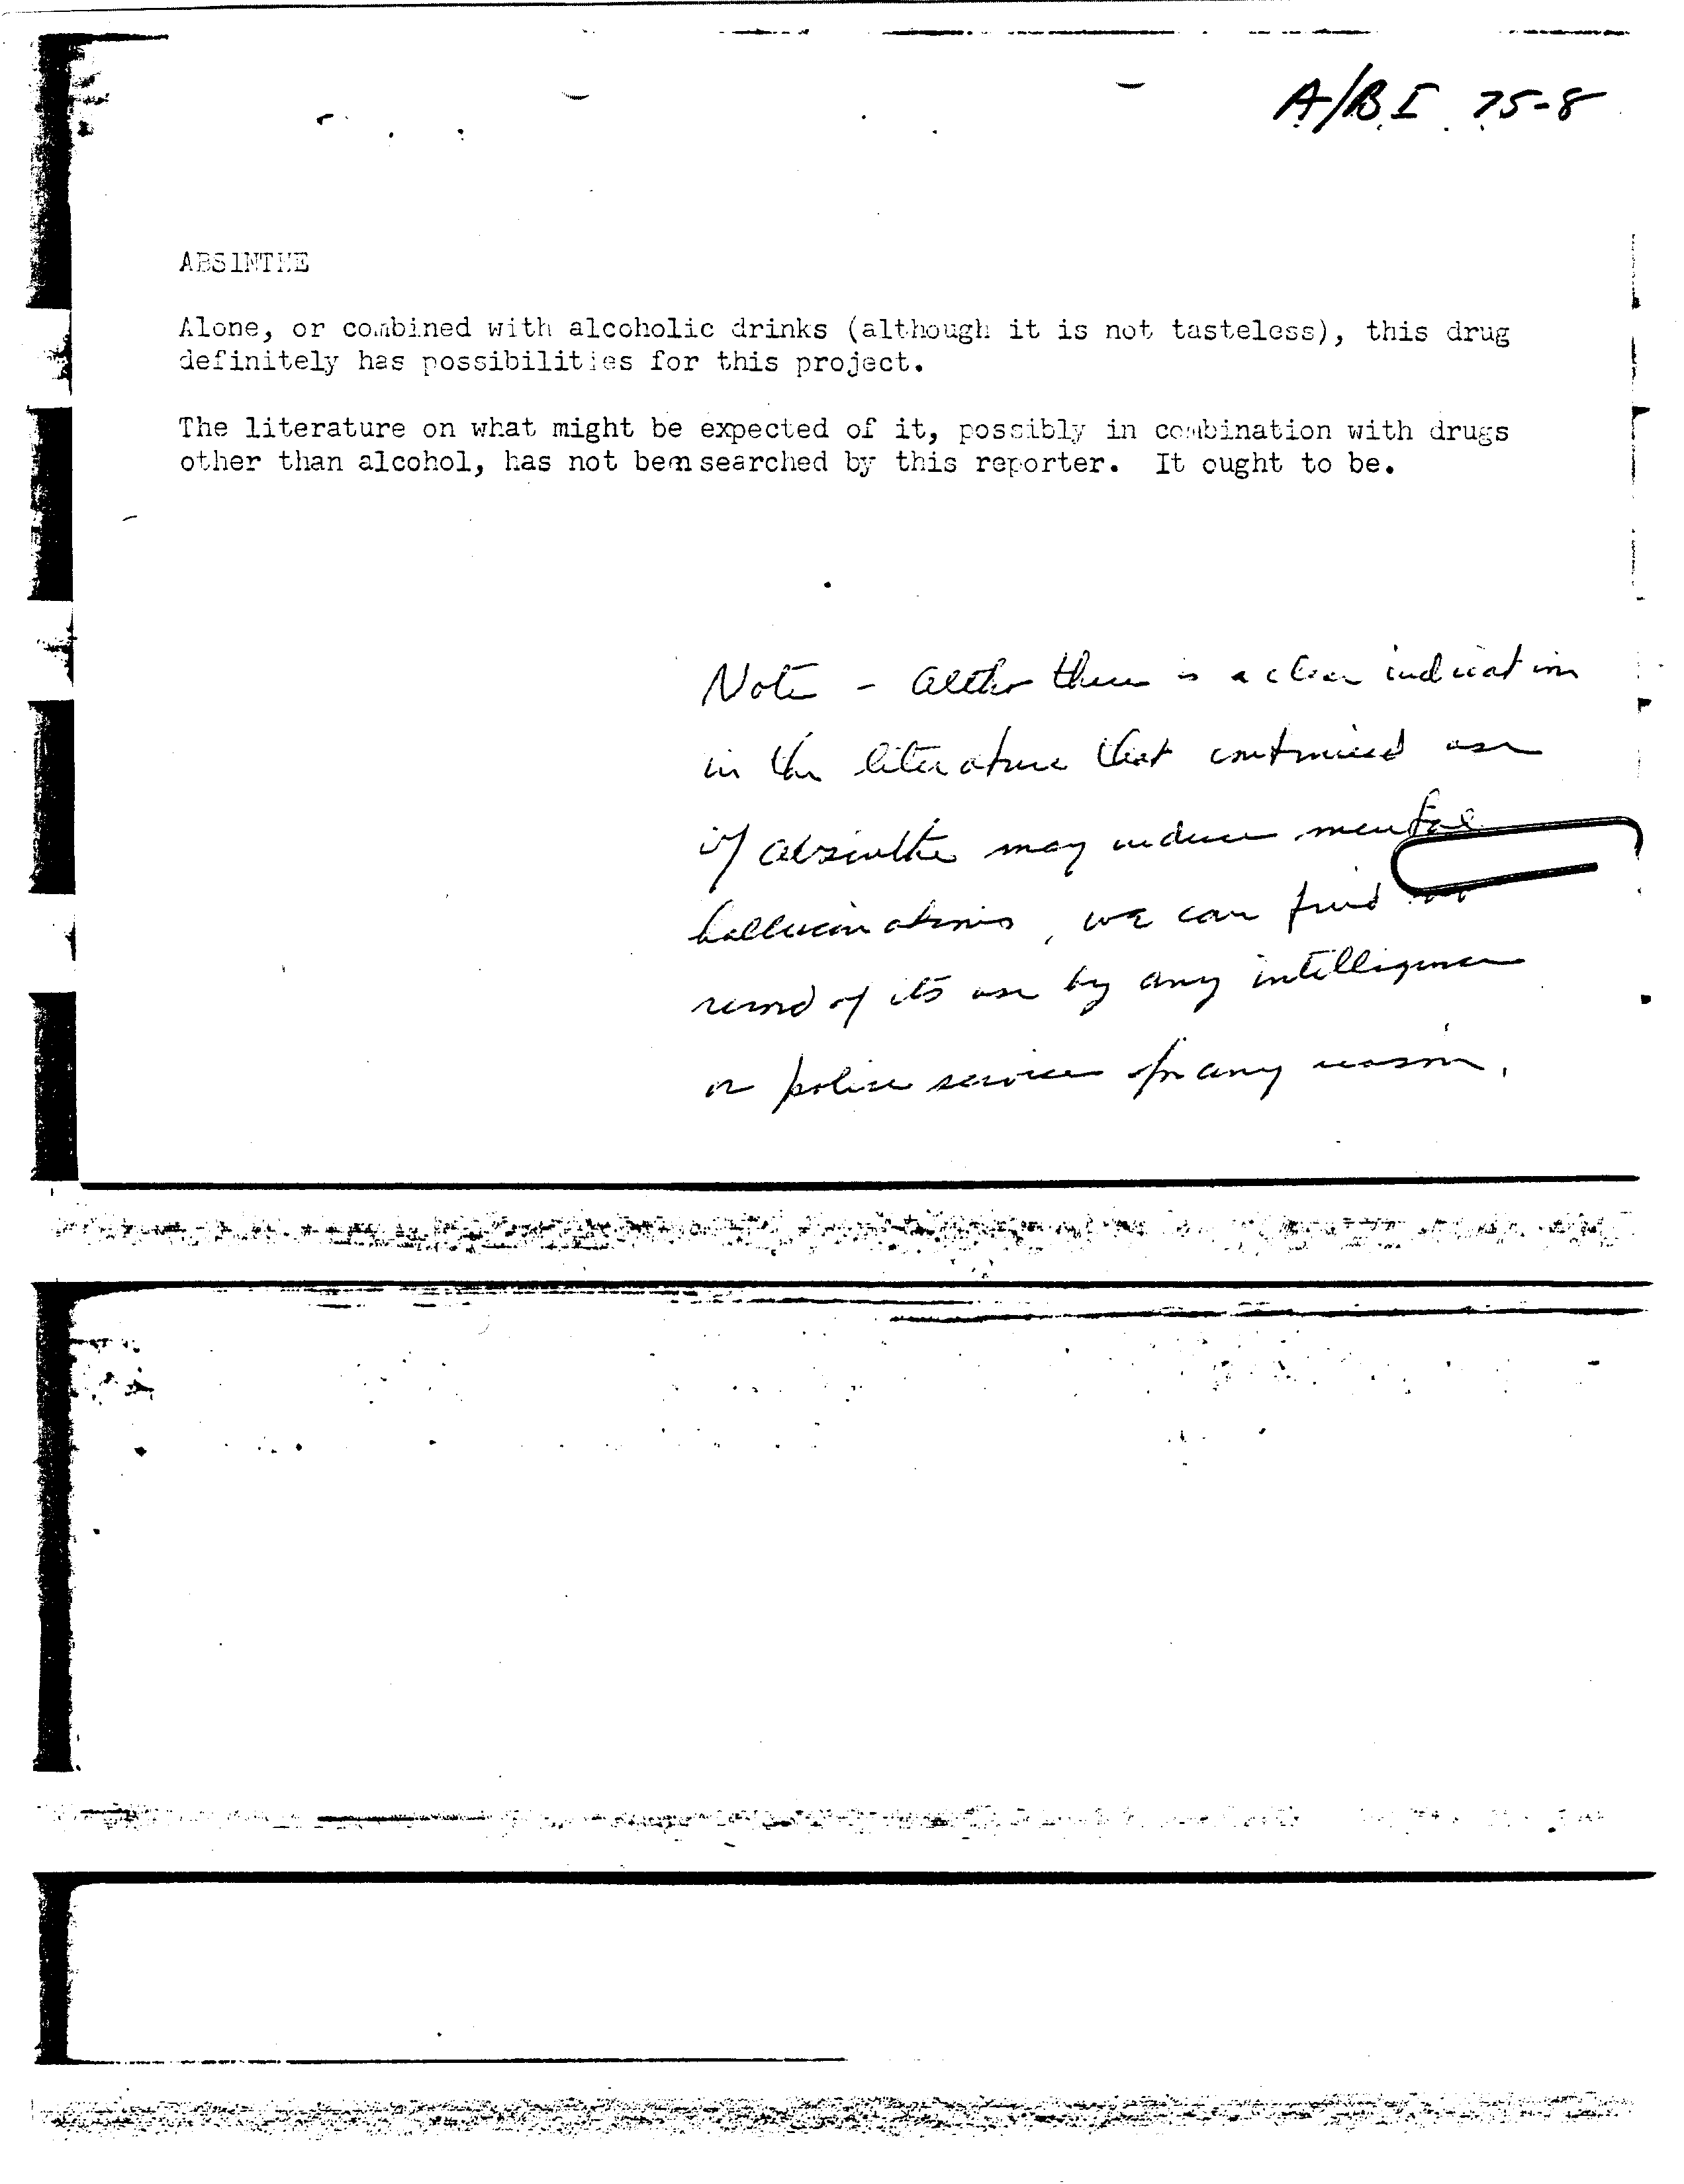 A/B, I, 75-8
ABSINTHE
Alone, or combined with alcoholic drinks (although it is not tasteless), this drug
definitely has possibilities for this project.
The literature on what might be expected of it, possibly in combination with drugs
other than alcohol, has not been searched by this reporter. It ought to be.
Note - altho there is a clear indication
in the literature that continued use
of absinthe may induce mental
hallucinations, we can find no
record of its use by any intelligence
or police service for any reason.